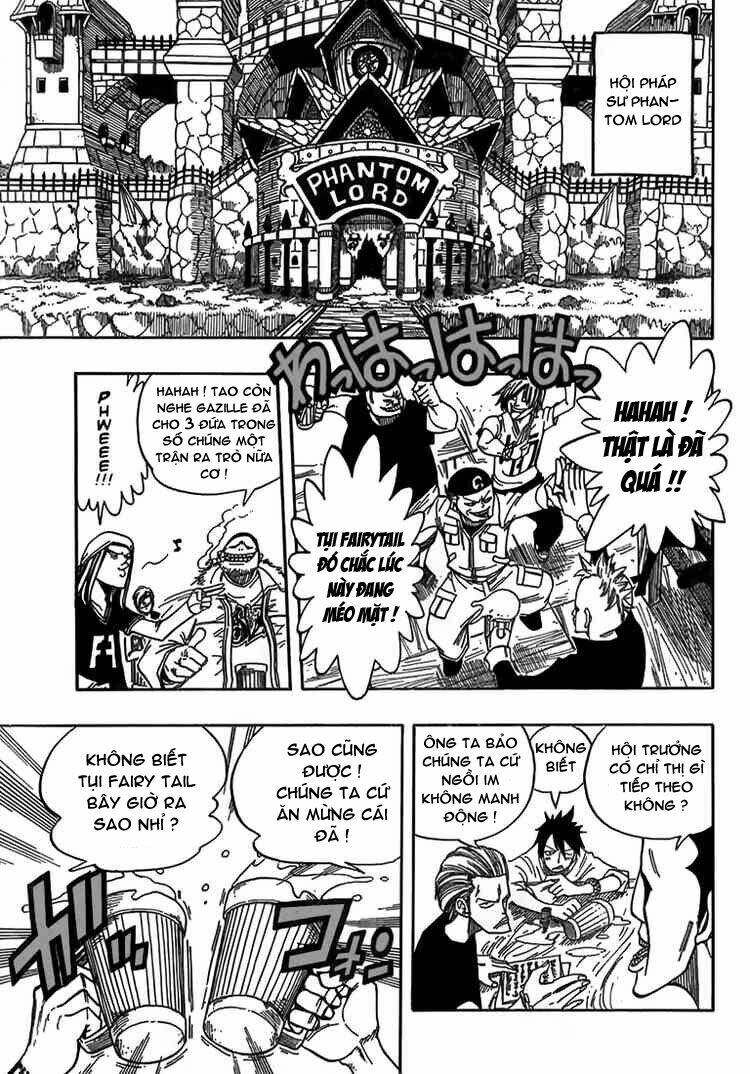 HỘI PHÁP
SƯ PHAN-
TOM LORD
PHANTOM
LORD
わっはっはっはっ
HAHAH !
THẬT LÀ ĐÃ
QUÁ !!
TỤI FAIRYTAIL
ĐÓ CHẮC LÚC
NÀY ĐANG
MÉO MẶT !
HAHAH ! TAO CÒN
NGHE GAZILLE ĐÃ
CHO 3 ĐỨA TRONG
SỐ CHÚNG MỘT
TRẬN RA TRÒ NỮA
CƠ !
PHWEEE!!!
HỘI TRƯỞNG
CÓ CHỈ THỊ GÌ
TIẾP THEO
KHÔNG ?
KHÔNG
BIẾT
ÔNG TA BẢO
CHÚNG TA CỨ
NGỒI IM
KHÔNG MANH
ĐỘNG !
SAO CŨNG
ĐƯỢC !
CHÚNG TA CỨ
ĂN MỪNG CÁI
ĐÃ !
KHÔNG BIẾT
TỤI FAIRY TAIL
BÂY GIỜ RA
SAO NHỈ ?
ガコン